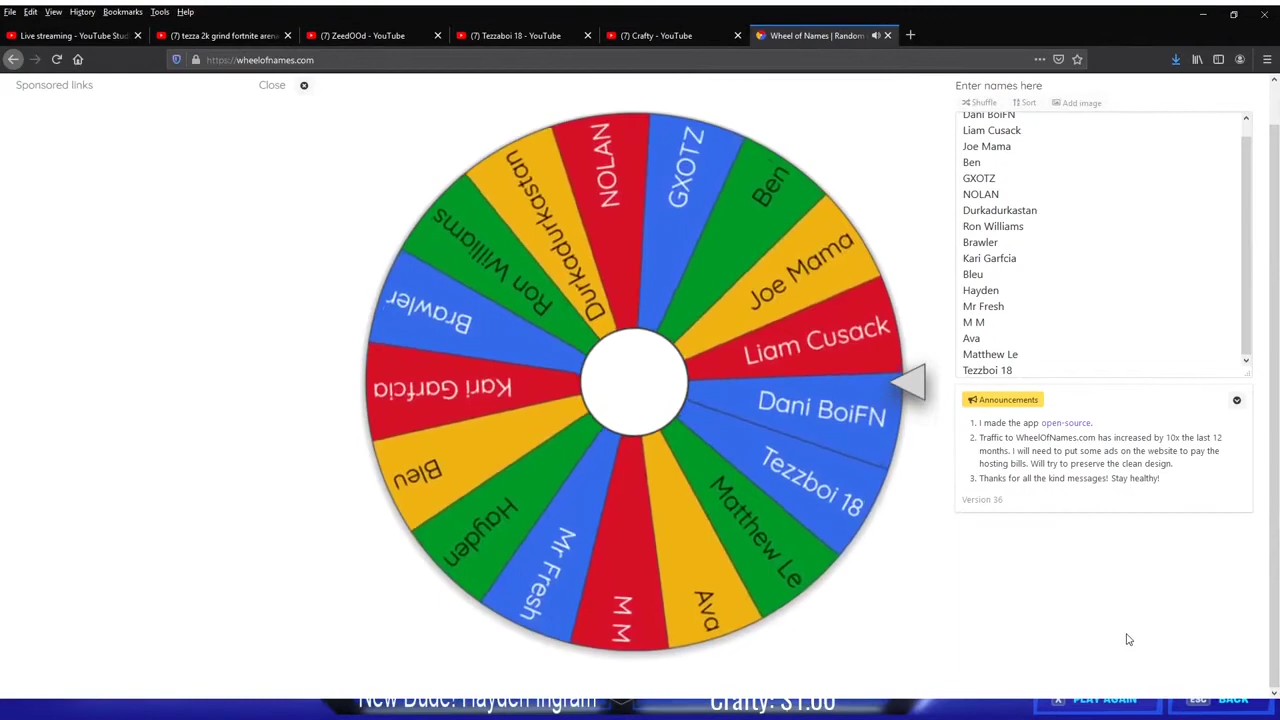 File Edit View History Bookmarks Tools Help
Live streaming - YouTube Stud
(7) tezza 2k grind fortnite arena
(7) ZeedOOd - YouTube
(7) Tezzaboi 18 - YouTube
(7) Crafty - YouTube
Wheel of Names | Random
https://wheelofnames.com
Sponsored links
Close
Enter names here
Shuffle
Sort
Add image
Dani BoiFN
Liam Cusack
Joe Mama
Ben
GXOTZ
NOLAN
Durkadurkastan
Ron Williams
Brawler
Kari Garfcia
Bleu
Hayden
Mr Fresh
M M
Ava
Matthew Le
Tezzboi 18
NOLAN
GXOTZ
Ben
Joe Mama
Liam Cusack
Dani BoiFN
Tezzboi 18
Matthew Le
Ava
M M
Mr Fresh
Hayden
Bleu
Kari Garfcia
Brawler
Ron Williams
Durkadurkastan
Announcements
1. I made the app open-source.
2. Traffic to WheelOfNames.com has increased by 10x the last 12
months. I will need to put some ads on the website to pay the
hosting bills. Will try to preserve the clean design.
3. Thanks for all the kind messages! Stay healthy!
Version 36
New Dude: Hayden Ingram
Crafty: $1.00
X PLAY AGAIN
ESC BACK